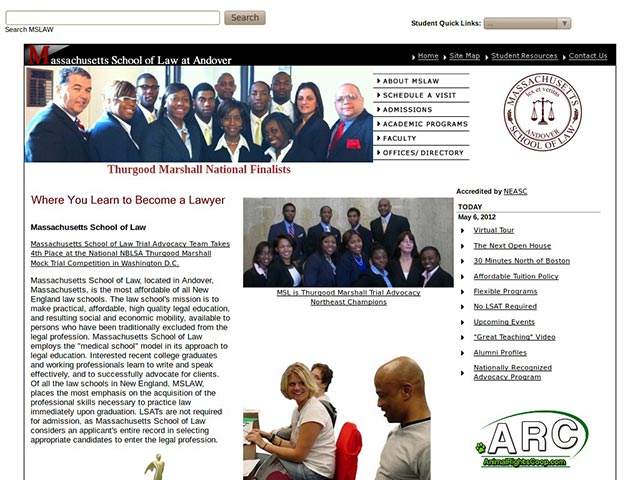 Search
Search MSLAW
Student Quick Links:
...
Massachusetts School of Law at Andover
Home
Site Map
Student Resources
Contact Us
ABOUT MSLAW
SCHEDULE A VISIT
ADMISSIONS
ACADEMIC PROGRAMS
FACULTY
OFFICES/ DIRECTORY
MASSACHUSETTS
lex et veritas
ANDOVER
SCHOOL OF LAW
Thurgood Marshall National Finalists
Where You Learn to Become a Lawyer
Massachusetts School of Law
Massachusetts School of Law Trial Advocacy Team Takes
4th Place at the National NBLSA Thurgood Marshall
Mock Trial Competition in Washington D.C.
Massachusetts School of Law, located in Andover,
Massachusetts, is the most affordable of all New
England law schools. The law school's mission is to
make practical, affordable, high quality legal education,
and resulting social and economic mobility, available to
persons who have been traditionally excluded from the
legal profession. Massachusetts School of Law
employs the "medical school" model in its approach to
legal education. Interested recent college graduates
and working professionals learn to write and speak
effectively, and to successfully advocate for clients.
Of all the law schools in New England, MSLAW,
places the most emphasis on the acquisition of the
professional skills necessary to practice law
immediately upon graduation. LSATs are not required
for admission, as Massachusetts School of Law
considers an applicant's entire record in selecting
appropriate candidates to enter the legal profession.
MSL is Thurgood Marshall Trial Advocacy
Northeast Champions
Accredited by NEASC
TODAY
May 6, 2012
Virtual Tour
The Next Open House
30 Minutes North of Boston
Affordable Tuition Policy
Flexible Programs
No LSAT Required
Upcoming Events
"Great Teaching" Video
Alumni Profiles
Nationally Recognized
Advocacy Program
ARC
AnimalRightsCoop.com